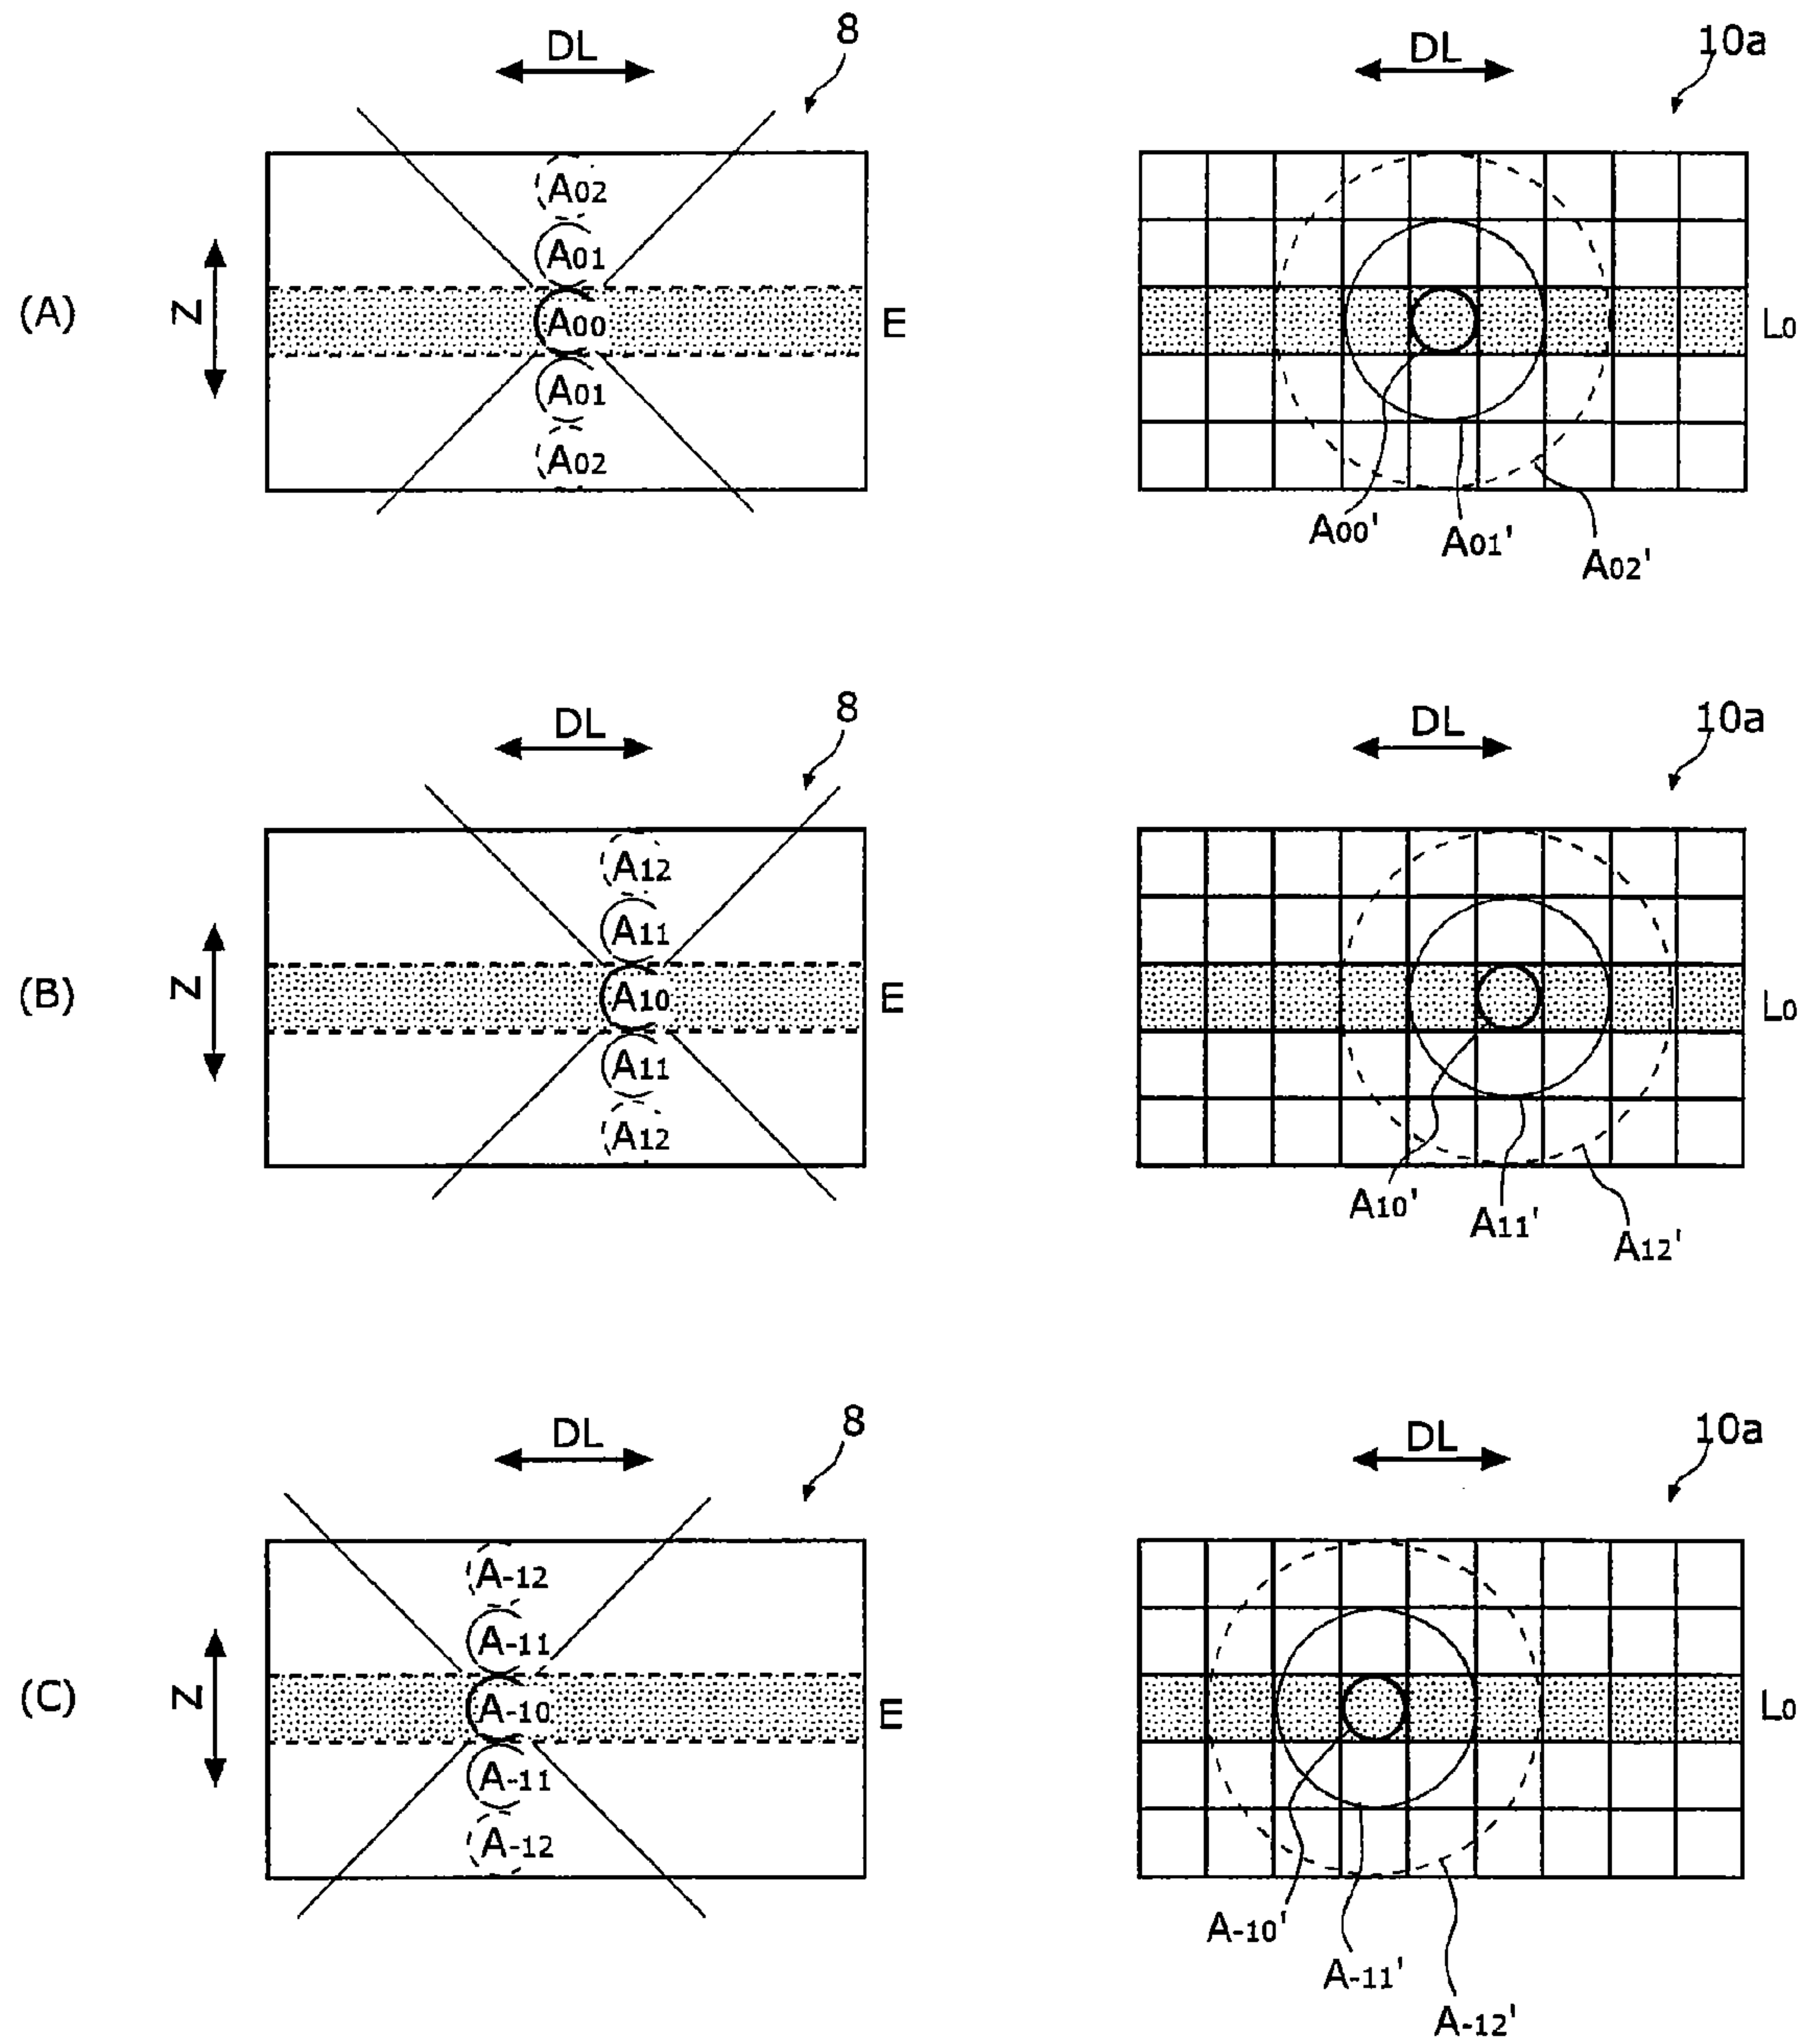 DL
8
DL
10a
(A)
Z
A02
A01
A00
A01
A02
E
L0
A00'
A01'
A02'
DL
8
DL
10a
(B)
Z
A12
A11
A10
A11
A12
E
L0
A10'
A11'
A12'
DL
8
DL
10a
(C)
Z
A-12
A-11
A-10
A-11
A-12
E
L0
A-10'
A-11'
A-12'